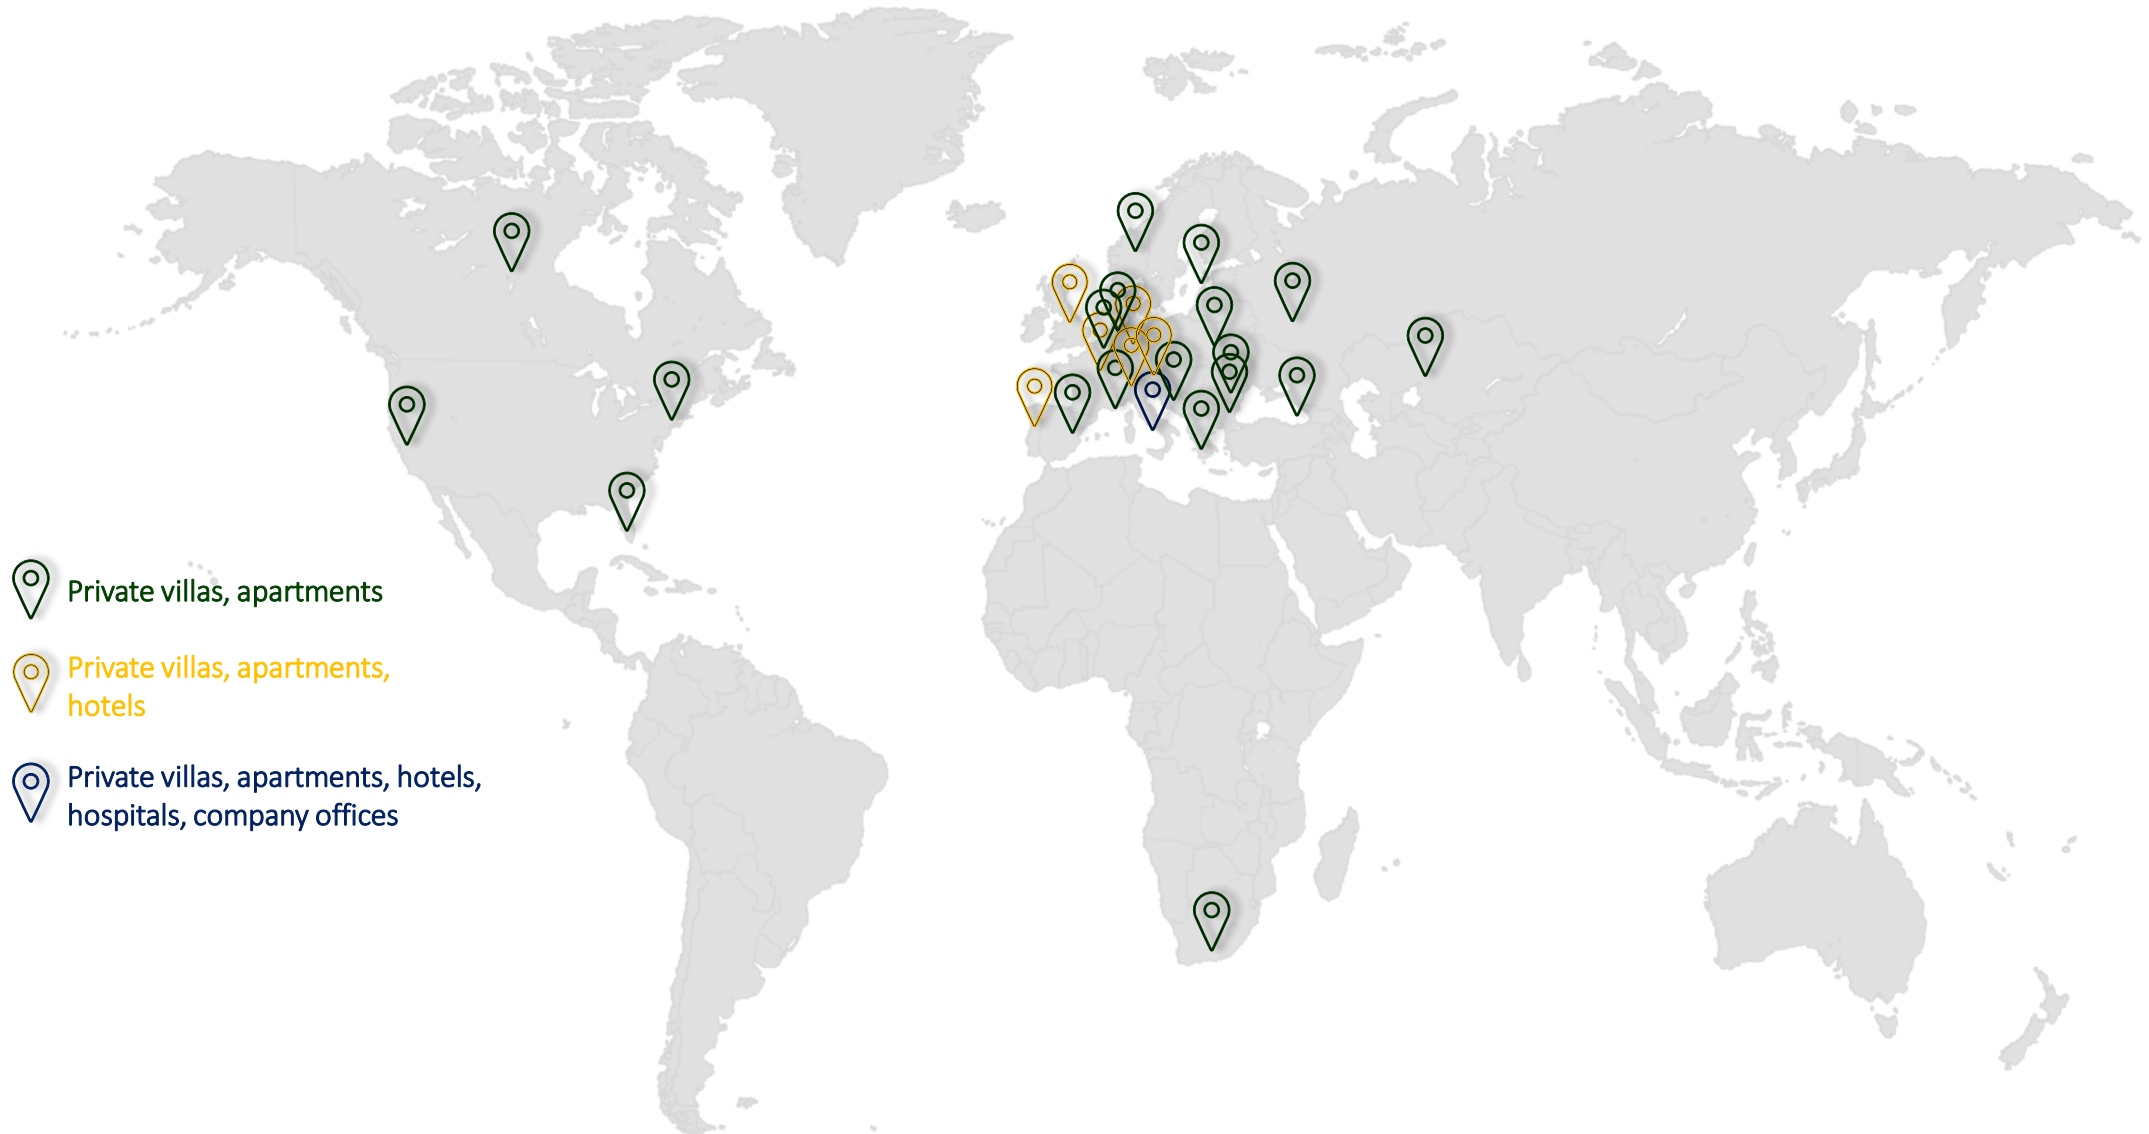 Private villas, apartments
Private villas, apartments,
hotels
Private villas, apartments, hotels,
hospitals, company offices